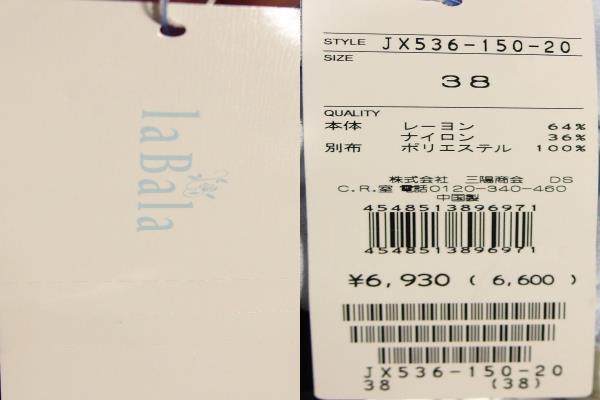 laBala
STYLE JX536-150-20
SIZE
38
QUALITY
本体 レーヨン 64%
ナイロン 36%
別布 ポリエステル 100%
株式会社 三陽商会 DS
C.R.室 電話0120-340-460
中国製
4548513896971
4548513896971
¥6,930 ( 6,600 )
JX536-150-20
38 (38)